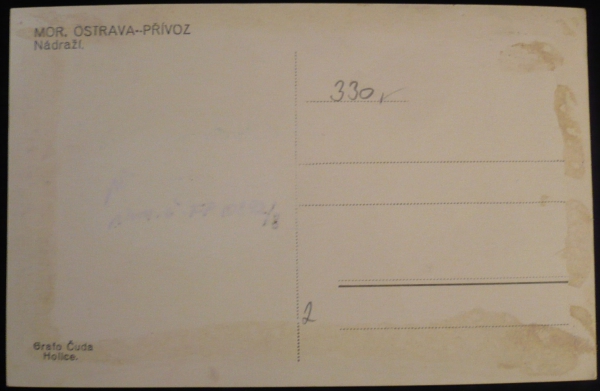 MOR. OSTRAVA-PŘÍVOZ
Nádraží.
330,-
2
Grafo Čuda
Holice.